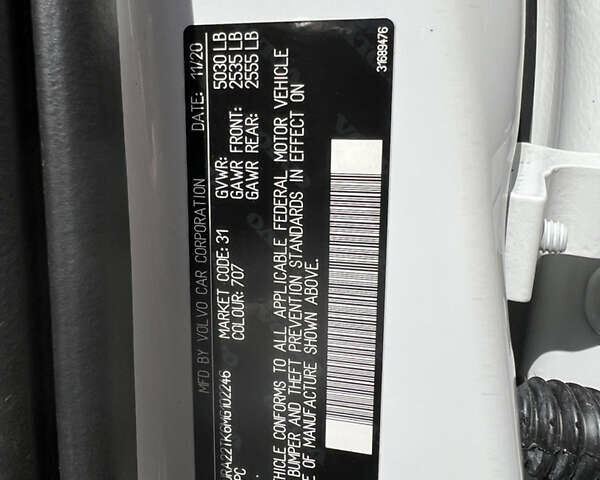 MFD BY VOLVO CAR CORPORATION DATE: 11/20
MARKET CODE: 31 GVWR: 5030 LB
COLOUR: 707 GAWR FRONT: 2535 LB
GAWR REAR: 2555 LB
RA22TK6M6102246
PC
CONFORMS TO ALL APPLICABLE FEDERAL MOTOR VEHICLE
BUMPER AND THEFT PREVENTION STANDARDS IN EFFECT ON
OF MANUFACTURE SHOWN ABOVE.
31689476